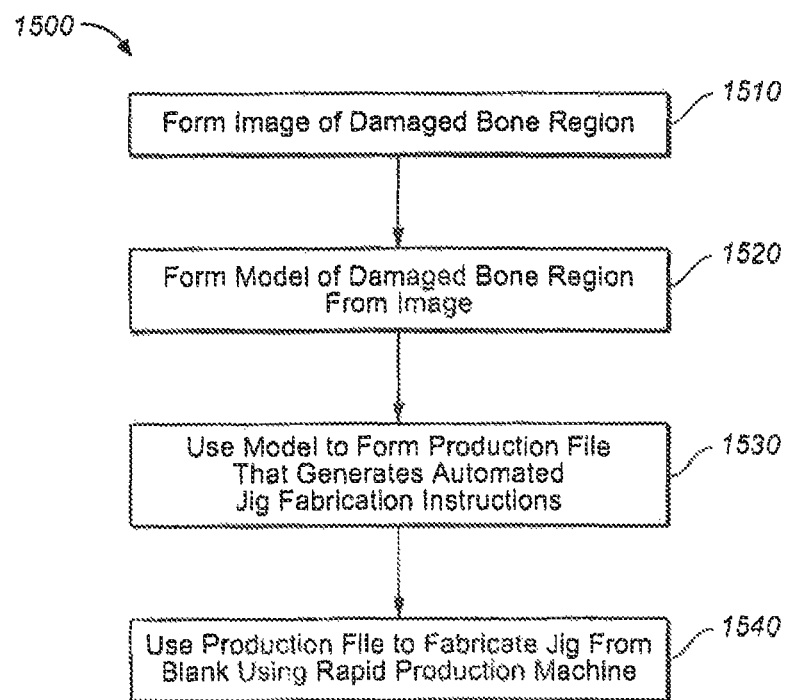 1500
1510
Form Image of Damaged Bone Region
1520
Form Model of Damaged Bone Region
From Image
1530
Use Model to Form Production File
That Generates Automated
Jig Fabrication Instructions
1540
Use Production File to Fabricate Jig From
Blank Using Rapid Production Machine